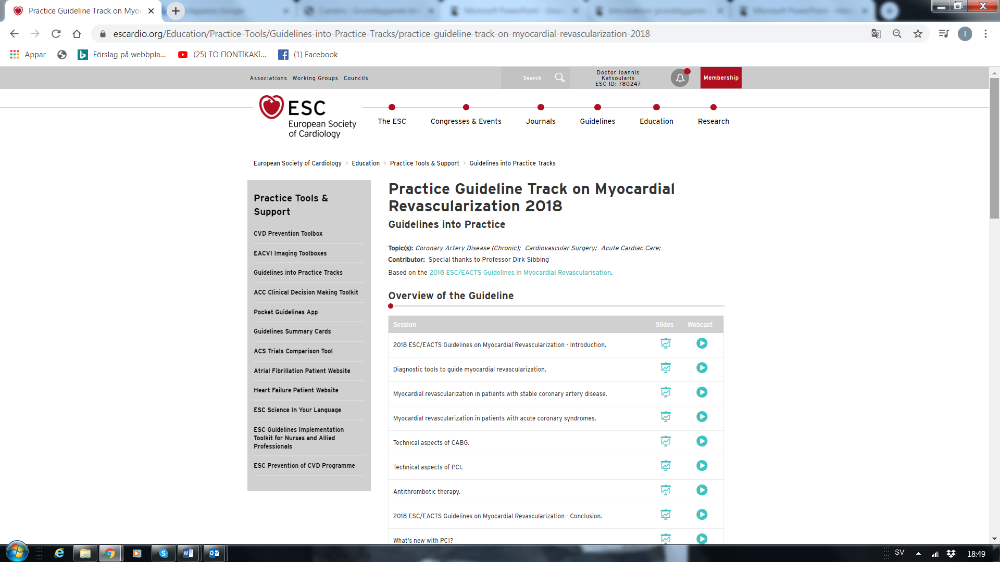 Practice Guideline Track on Myoc
escardio.org/Education/Practice-Tools/Guidelines-into-Practice-Tracks/practice-guideline-track-on-myocardial-revascularization-2018
I
Appar
Förslag på webbpla...
(25) ΤΟ ΠΟΝΤΙΚΑΚΙ...
(1) Facebook
Associations Working Groups Councils
Search
Doctor Ioannis
Katsoularis
ESC ID: 780247
Membership
ESC
European Society
of Cardiology
The ESC
Congresses & Events
Journals
Guidelines
Education
Research
European Society of Cardiology > Education > Practice Tools & Support > Guidelines into Practice Tracks
Practice Tools &
Support
CVD Prevention Toolbox
EACVI Imaging Toolboxes
Guidelines into Practice Tracks
ACC Clinical Decision Making Toolkit
Pocket Guidelines App
Guidelines Summary Cards
ACS Trials Comparison Tool
Atrial Fibrillation Patient Website
Heart Failure Patient Website
ESC Science In Your Language
ESC Guidelines Implementation
Toolkit for Nurses and Allied
Professionals
ESC Prevention of CVD Programme
Practice Guideline Track on Myocardial
Revascularization 2018
Guidelines into Practice
Topic(s): Coronary Artery Disease (Chronic); Cardiovascular Surgery; Acute Cardiac Care;
Contributor: Special thanks to Professor Dirk Sibbing
Based on the 2018 ESC/EACTS Guidelines in Myocardial Revascularisation.
Overview of the Guideline
Session Slides Webcast
2018 ESC/EACTS Guidelines on Myocardial Revascularization - Introduction.
Diagnostic tools to guide myocardial revascularization.
Myocardial revascularization in patients with stable coronary artery disease.
Myocardial revascularization in patients with acute coronary syndromes.
Technical aspects of CABG.
Technical aspects of PCI.
Antithrombotic therapy.
2018 ESC/EACTS Guidelines on Myocardial Revascularization - Conclusion.
What's new with PCI?
SV
18:49